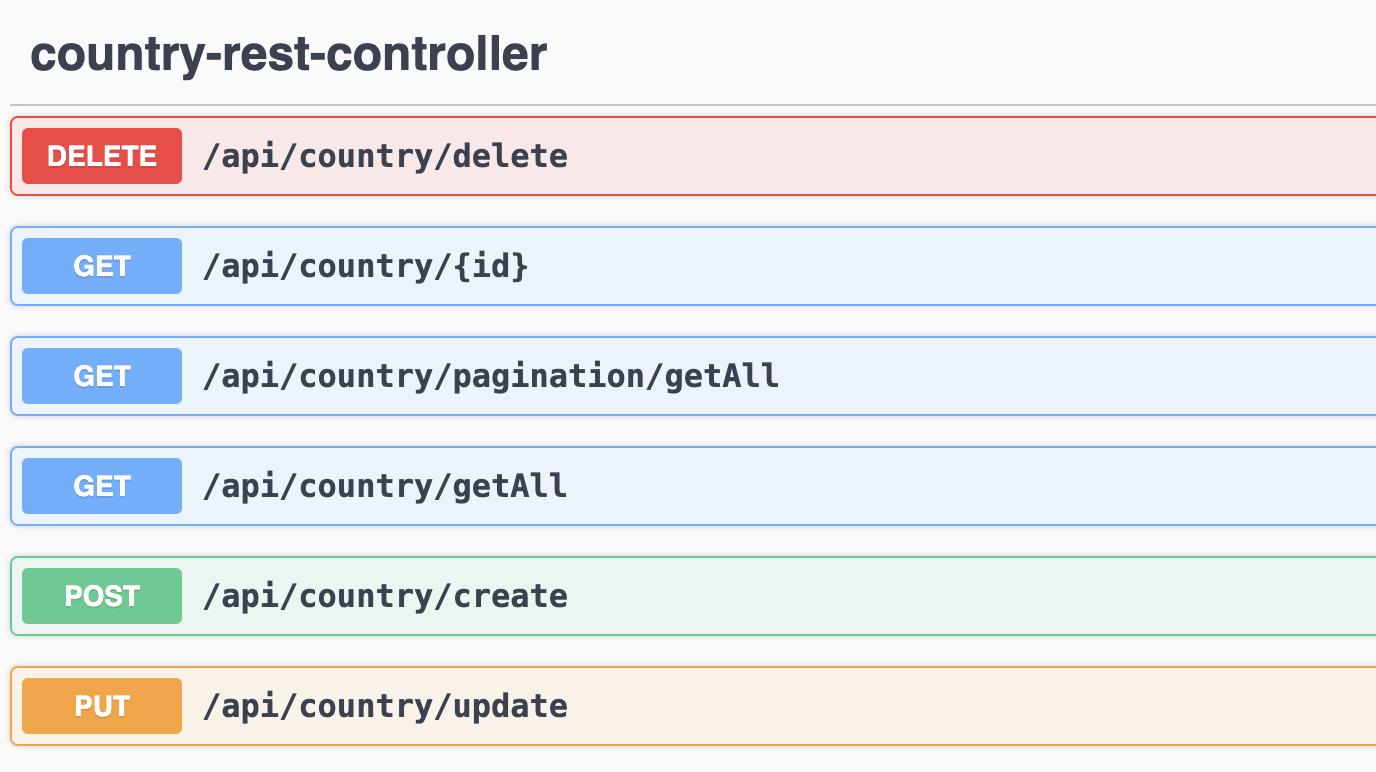 country-rest-controller
DELETE /api/country/delete
GET /api/country/{id}
GET /api/country/pagination/getAll
GET /api/country/getAll
POST /api/country/create
PUT /api/country/update